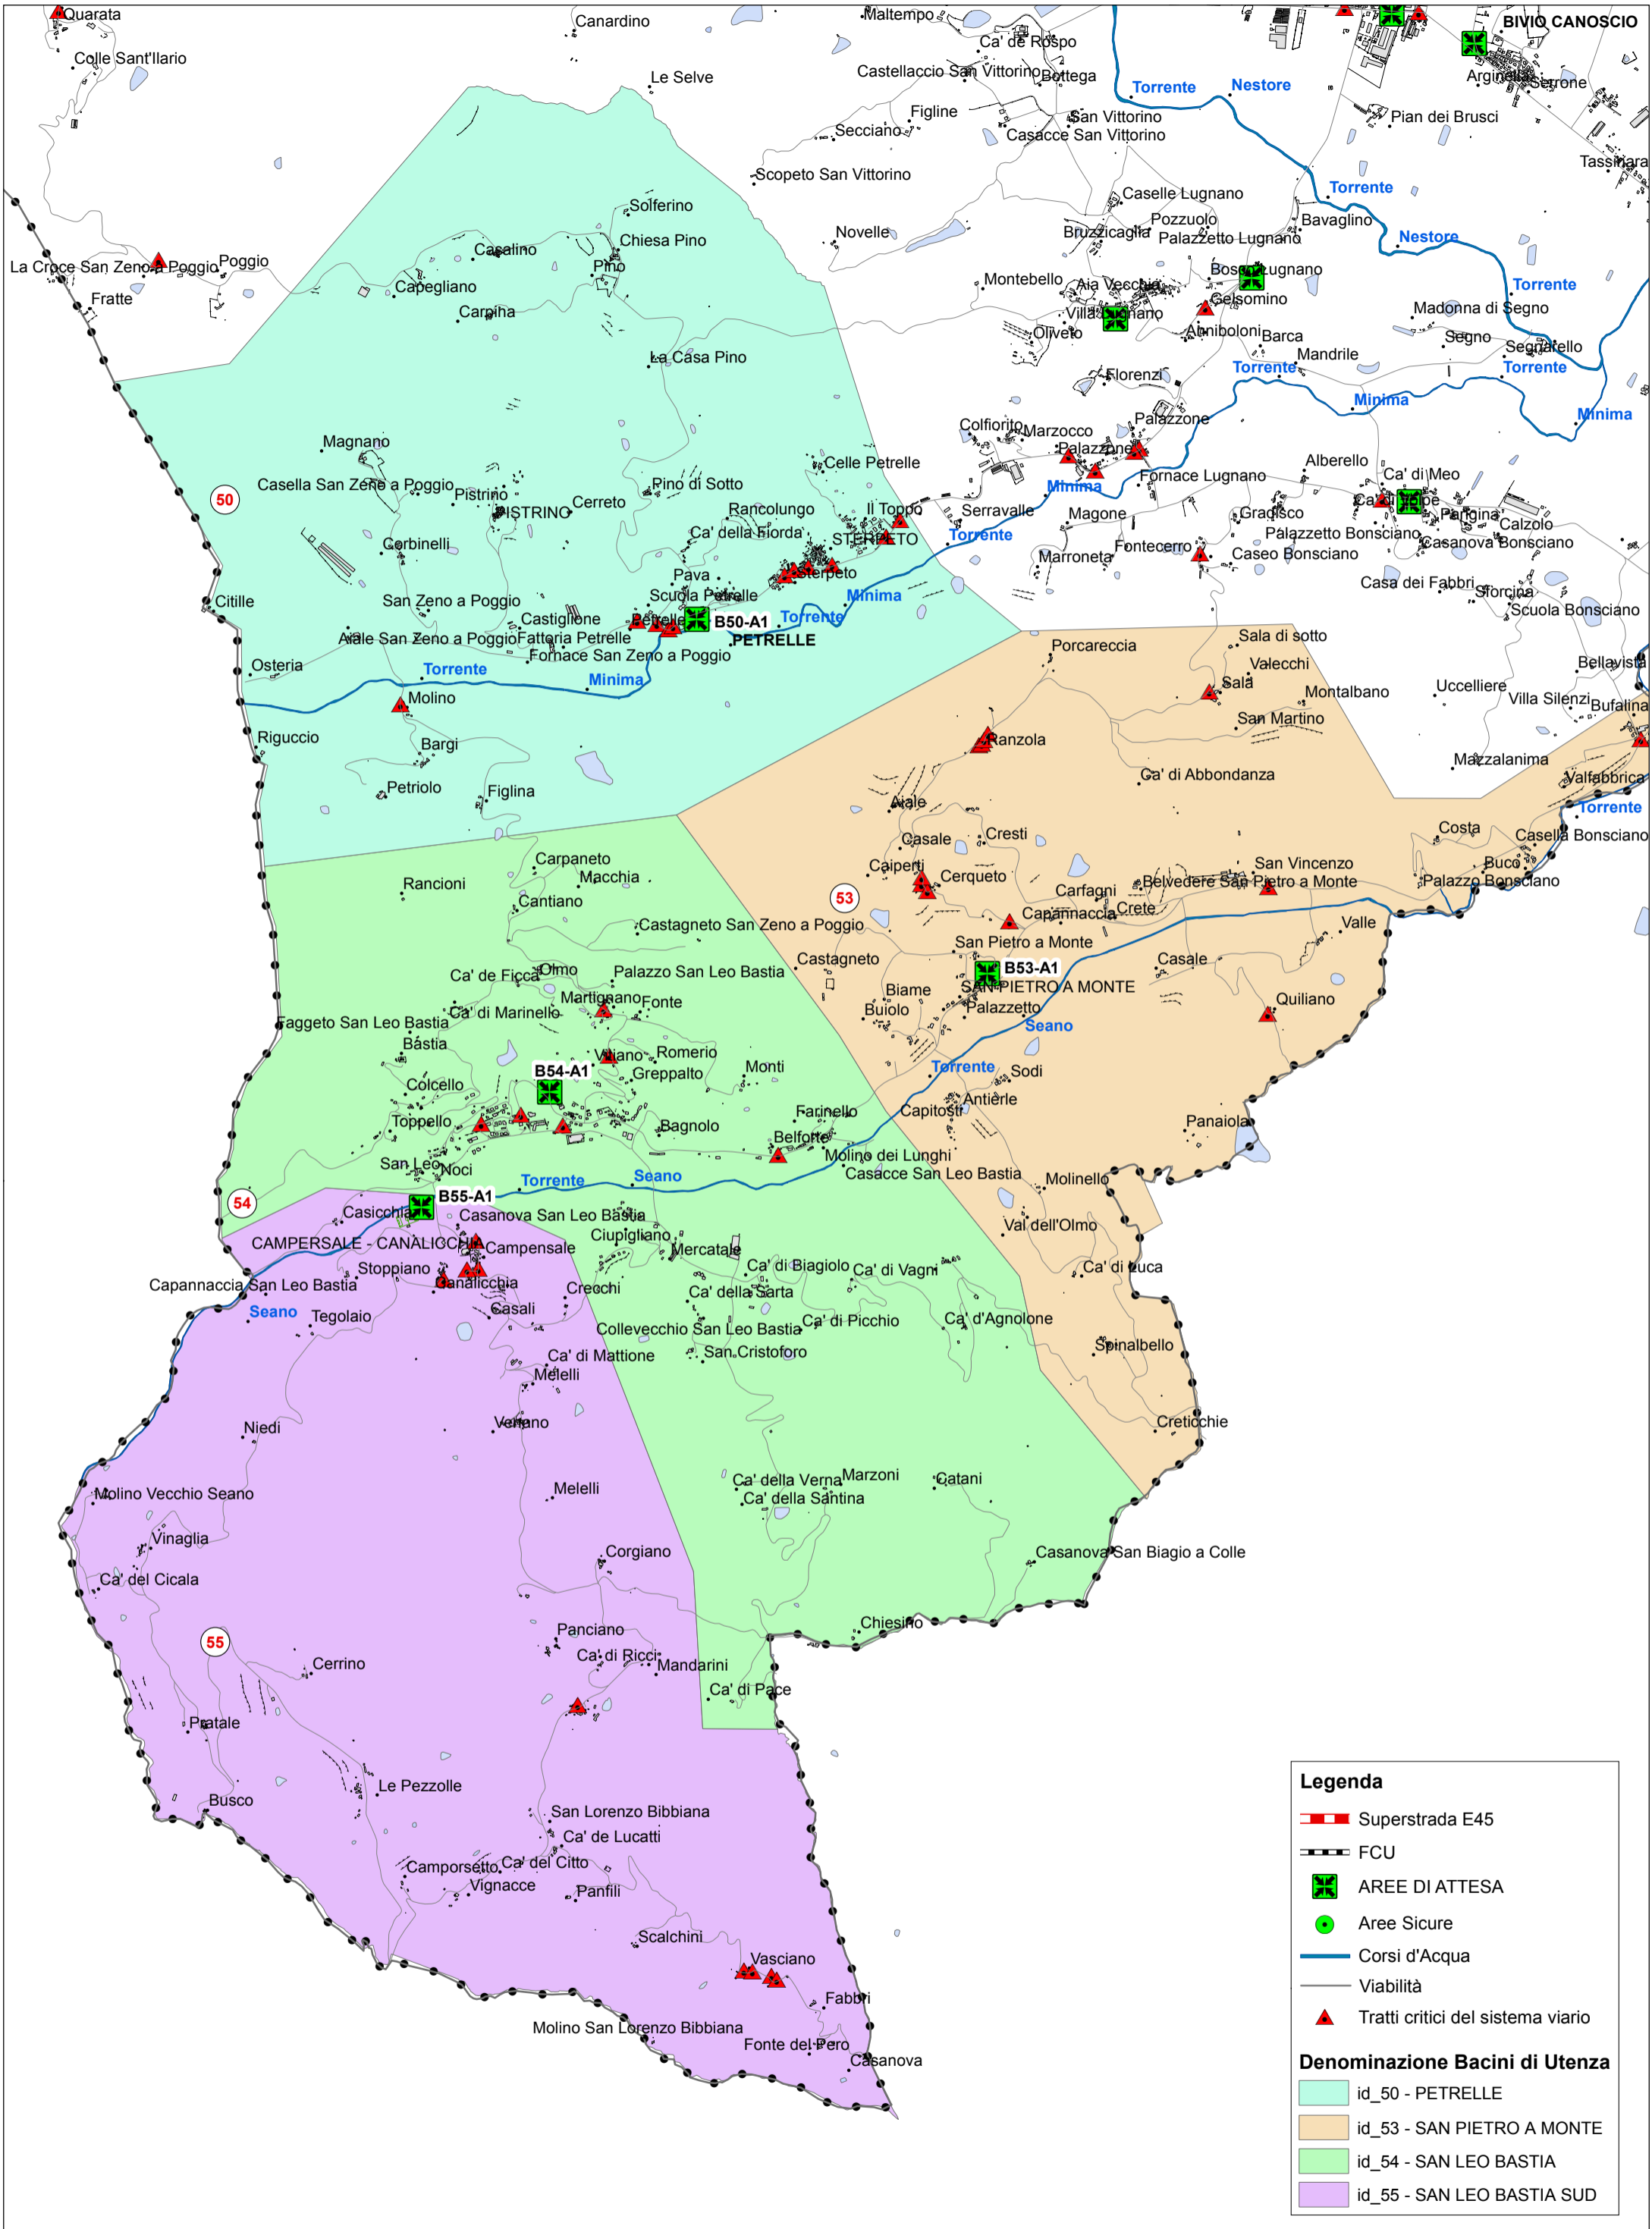 Quarata
Canardino
Maltempo
BIVIO CANOSCIO
Colle Sant'Ilario
Ca' de Rospo
Le Selve
Castellaccio San Vittorino
Bottega
Arginella
Serrone
Torrente
Nestore
Figline
Secciano
San Vittorino
Casacce San Vittorino
Pian dei Brusci
Tassinara
Scopeto San Vittorino
Solferino
Caselle Lugnano
Torrente
Pozzuolo
Bavaglino
Novelle
Bruzzicaglia
Palazzetto Lugnano
Nestore
Chiesa Pino
Casalino
Pino
La Croce San Zeno a Poggio
Poggio
Fratte
Capegliano
Montebello
Aia Vecchia
Bosco Lugnano
Gelsomino
Torrente
Carpiha
Villa Lugnano
Oliveto
Anniboloni
Barca
Madonna di Segno
Segno
Segnarello
La Casa Pino
Mandrile
Florenzi
Torrente
Torrente
Minima
Minima
Palazzone
Colfiorito
Marzocco
Palazzone
Magnano
Celle Petrelle
Fornace Lugnano
Alberello
Ca' di Meo
50
Casella San Zeno a Poggio
Pistrino
PISTRINO
Cerreto
Pino di Sotto
Rancolungo
Il Toppo
Minima
Serravalle
Magone
Gradisco
Parigina
Calzolo
Ca' della Fiorda
STERPETO
Torrente
Palazzetto Bonsciano
Casanova Bonsciano
Corbinelli
Marroneta
Fontecerro
Caseo Bonsciano
Pava
Sterpeto
Casa dei Fabbri
Sforcina
Scuola Bonsciano
Citille
San Zeno a Poggio
Castiglione
Scuola Petrelle
Minima
Petrelle
B50-A1
Torrente
Aiale San Zeno a Poggio
Fattoria Petrelle
PETRELLE
Fornace San Zeno a Poggio
Osteria
Torrente
Minima
Porcareccia
Sala di sotto
Valecchi
Bellavista
Molino
Sala
Montalbano
Uccelliere
Villa Silenzi
Bufalina
San Martino
Riguccio
Bargi
Ranzola
Mazzalanima
Petriolo
Figlina
Ca' di Abbondanza
Valfabbrica
Aiale
Torrente
Casale
Cresti
Costa
Casella Bonsciano
Carpaneto
Macchia
Caiperti
Cerqueto
San Vincenzo
Buco
Rancioni
53
Carfagni
Belvedere San Pietro a Monte
Palazzo Bonsciano
Cantiano
Capannaccia
Crete
Castagneto San Zeno a Poggio
San Pietro a Monte
Valle
Castagneto
B53-A1
Casale
Ca' de Ficca
Olmo
Palazzo San Leo Bastia
SAN PIETRO A MONTE
Martignano
Fonte
Biame
Quiliano
Ca' di Marinello
Buiolo
Palazzetto
Faggeto San Leo Bastia
Seano
Bastia
Romerio
B54-A1
Greppalto
Monti
Torrente
Sodi
Colcello
Capitosti
Antierle
Toppello
Farinello
Panaiola
Bagnolo
Belforte
San Leo
Noci
Molino dei Lunghi
Casacce San Leo Bastia
54
Torrente
Seano
Molinello
B55-A1
Casicchia
Casanova San Leo Bastia
Val dell'Olmo
CAMPERSALE - CANALICCHIA
Ciupigliano
Campensale
Mercatale
Stoppiano
Canalicchia
Ca' di Biagiolo
Ca' di Vagni
Ca' di Luca
Capannaccia San Leo Bastia
Crecchi
Ca' della Sarta
Seano
Tegolaio
Casali
Collevecchio San Leo Bastia
Ca' di Picchio
Ca' d'Agnolone
San Cristoforo
Spinalbello
Ca' di Mattione
Melelli
Veriano
Niedi
Creticchie
Molino Vecchio Seano
Melelli
Ca' della Verna
Marzoni
Catani
Ca' della Santina
Vinaglia
Corgiano
Casanova San Biagio a Colle
Ca' del Cicala
55
Panciano
Chiesino
Ca' di Ricci
Mandarini
Cerrino
Ca' di Pace
Pratale
Le Pezzolle
Busco
San Lorenzo Bibbiana
Ca' de Lucatti
Camporsetto
Ca' del Citto
Vignacce
Panfili
Scalchini
Vasciano
Fabbri
Molino San Lorenzo Bibbiana
Fonte del Pero
Casanova
Legenda
Superstrada E45
FCU
AREE DI ATTESA
Aree Sicure
Corsi d'Acqua
Viabilità
Tratti critici del sistema viario
Denominazione Bacini di Utenza
id_50 - PETRELLE
id_53 - SAN PIETRO A MONTE
id_54 - SAN LEO BASTIA
id_55 - SAN LEO BASTIA SUD